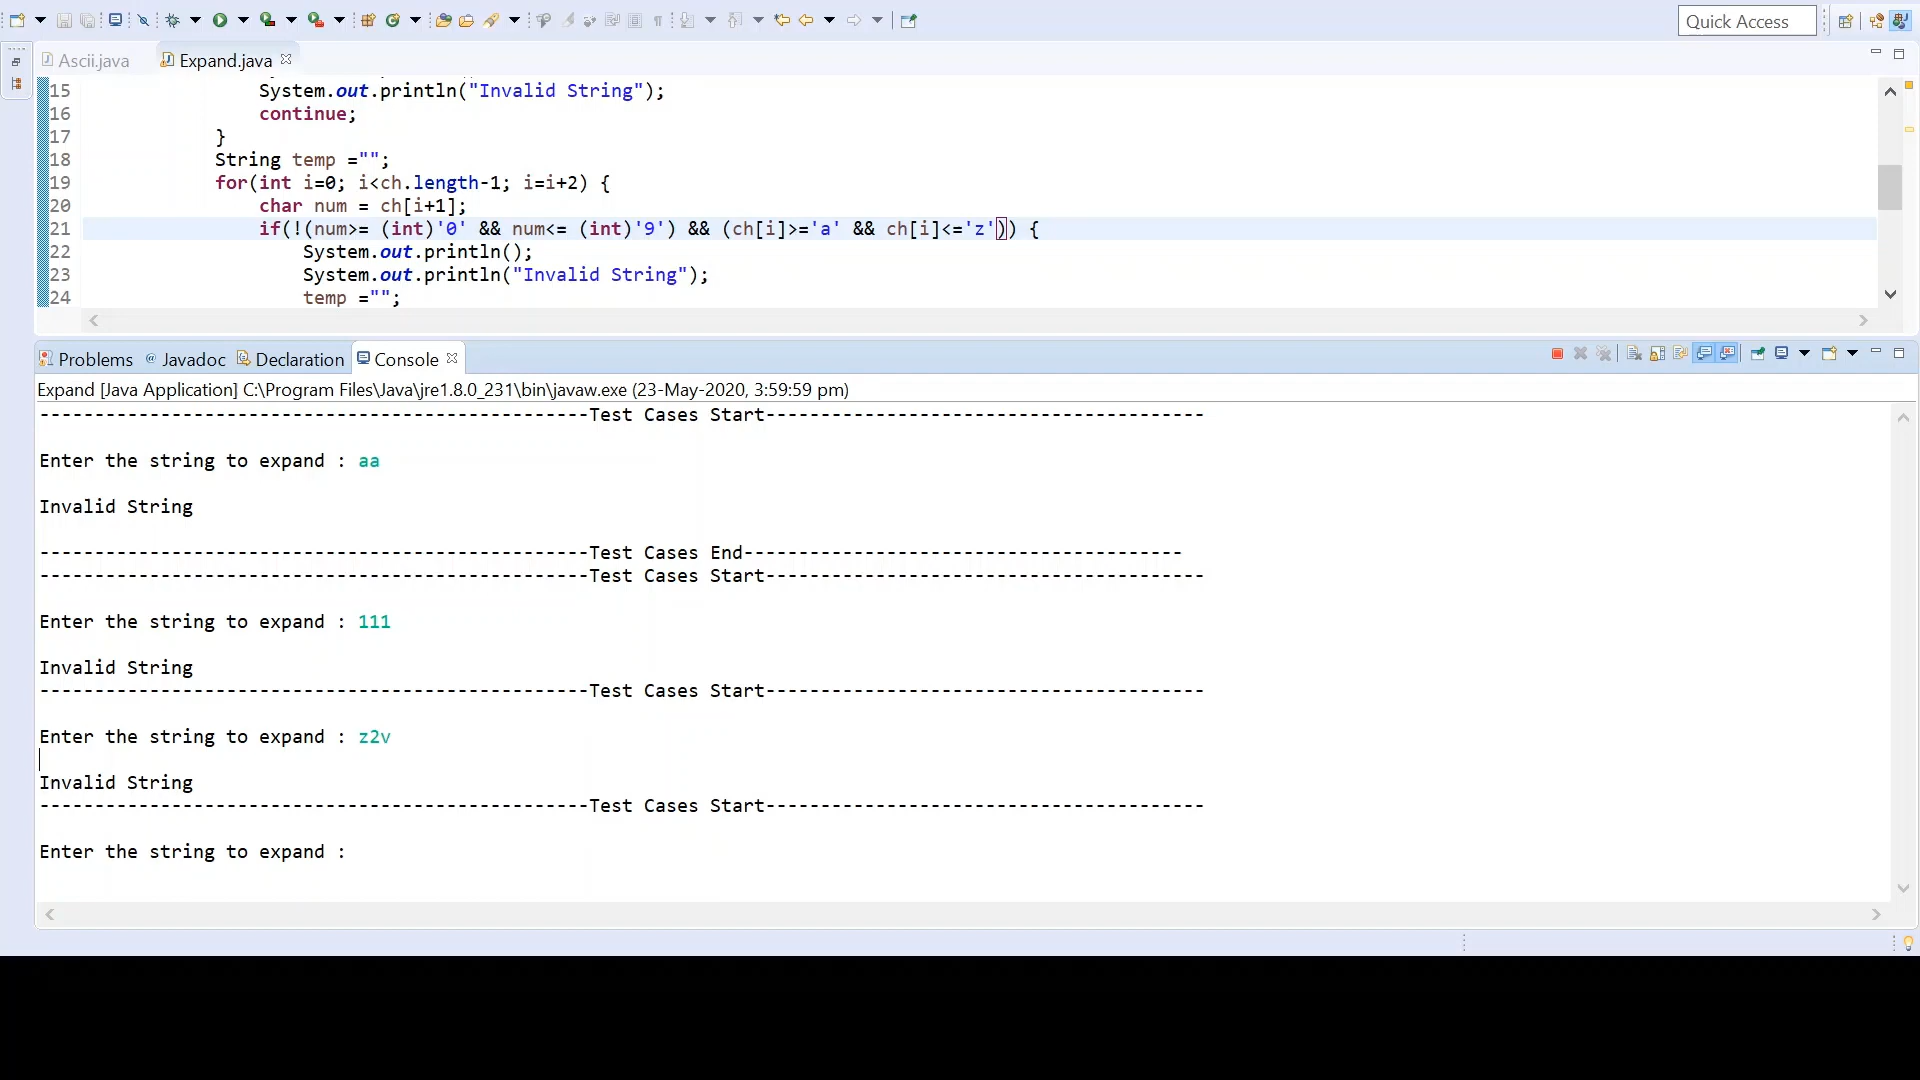 Quick Access
Ascii.java
Expand.java
15 System.out.println("Invalid String");
16 continue;
17 }
18 String temp ="";
19 for(int i=0; i<ch.length-1; i=i+2) {
20 char num = ch[i+1];
21 if(!(num>= (int)'0' && num<= (int)'9') && (ch[i]>='a' && ch[i]<='z')) {
22 System.out.println();
23 System.out.println("Invalid String");
24 temp ="";
Problems @ Javadoc Declaration Console
Expand [Java Application] C:\Program Files\Java\jre1.8.0_231\bin\javaw.exe (23-May-2020, 3:59:59 pm)
--------------------------------------------------Test Cases Start----------------------------------------
Enter the string to expand : aa
Invalid String
--------------------------------------------------Test Cases End----------------------------------------
--------------------------------------------------Test Cases Start----------------------------------------
Enter the string to expand : 111
Invalid String
--------------------------------------------------Test Cases Start----------------------------------------
Enter the string to expand : z2v
Invalid String
--------------------------------------------------Test Cases Start----------------------------------------
Enter the string to expand :